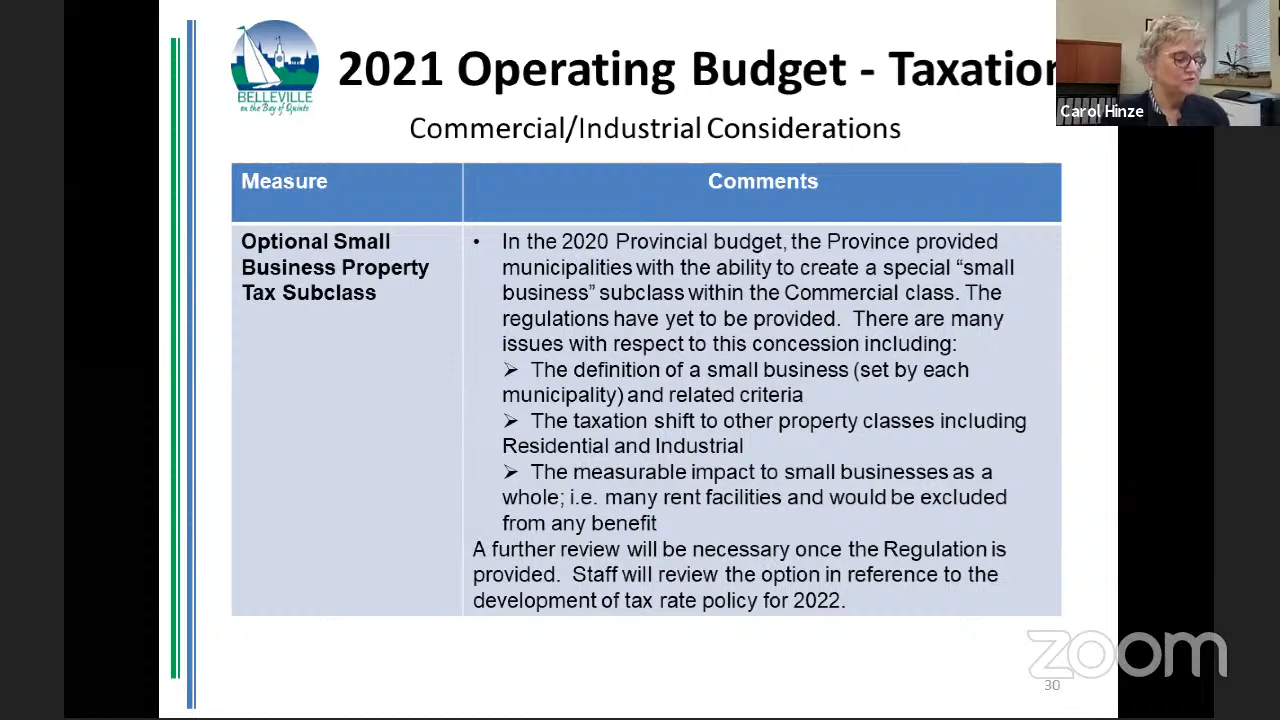 BELLEVILLE
on the Bay of Quinte
2021 Operating Budget - Taxation
Carol Hinze
Commercial/Industrial Considerations
Measure
Comments
Optional Small
Business Property
Tax Subclass
• In the 2020 Provincial budget, the Province provided
municipalities with the ability to create a special “small
business” subclass within the Commercial class. The
regulations have yet to be provided. There are many
issues with respect to this concession including:
➢ The definition of a small business (set by each
municipality) and related criteria
➢ The taxation shift to other property classes including
Residential and Industrial
➢ The measurable impact to small businesses as a
whole; i.e. many rent facilities and would be excluded
from any benefit
A further review will be necessary once the Regulation is
provided. Staff will review the option in reference to the
development of tax rate policy for 2022.
zoom
30